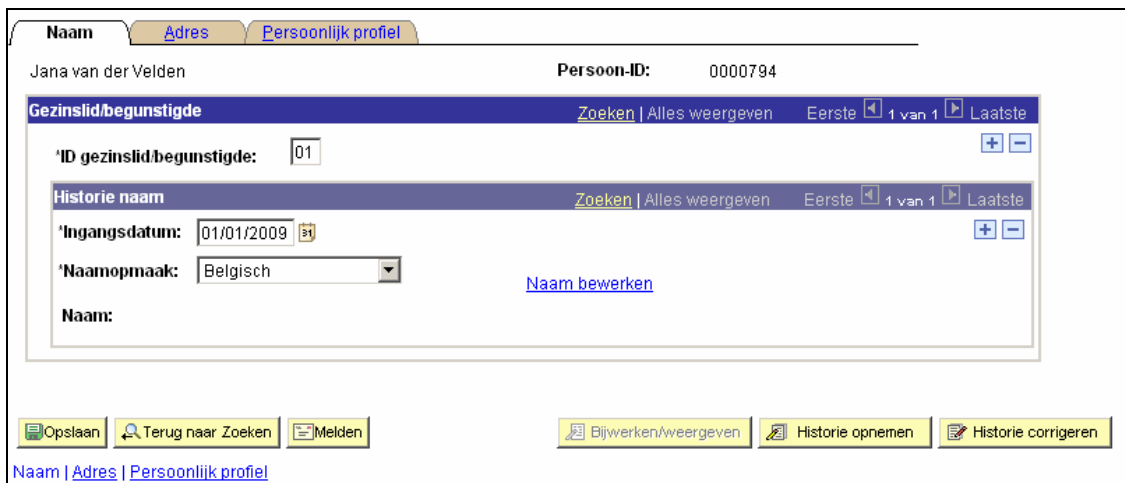 Naam Adres Persoonlijk profiel
Jana van der Velden Persoon-ID: 0000794
Gezinslid/begunstigde Zoeken | Alles weergeven Eerste 1 van 1 Laatste
*ID gezinslid/begunstigde: 01
Historie naam Zoeken | Alles weergeven Eerste 1 van 1 Laatste
*Ingangsdatum: 01/01/2009 31
*Naamopmaak: Belgisch
Naam bewerken
Naam:
Opslaan Terug naar Zoeken Melden Bijwerken/weergeven Historie opnemen Historie corrigeren
Naam | Adres | Persoonlijk profiel